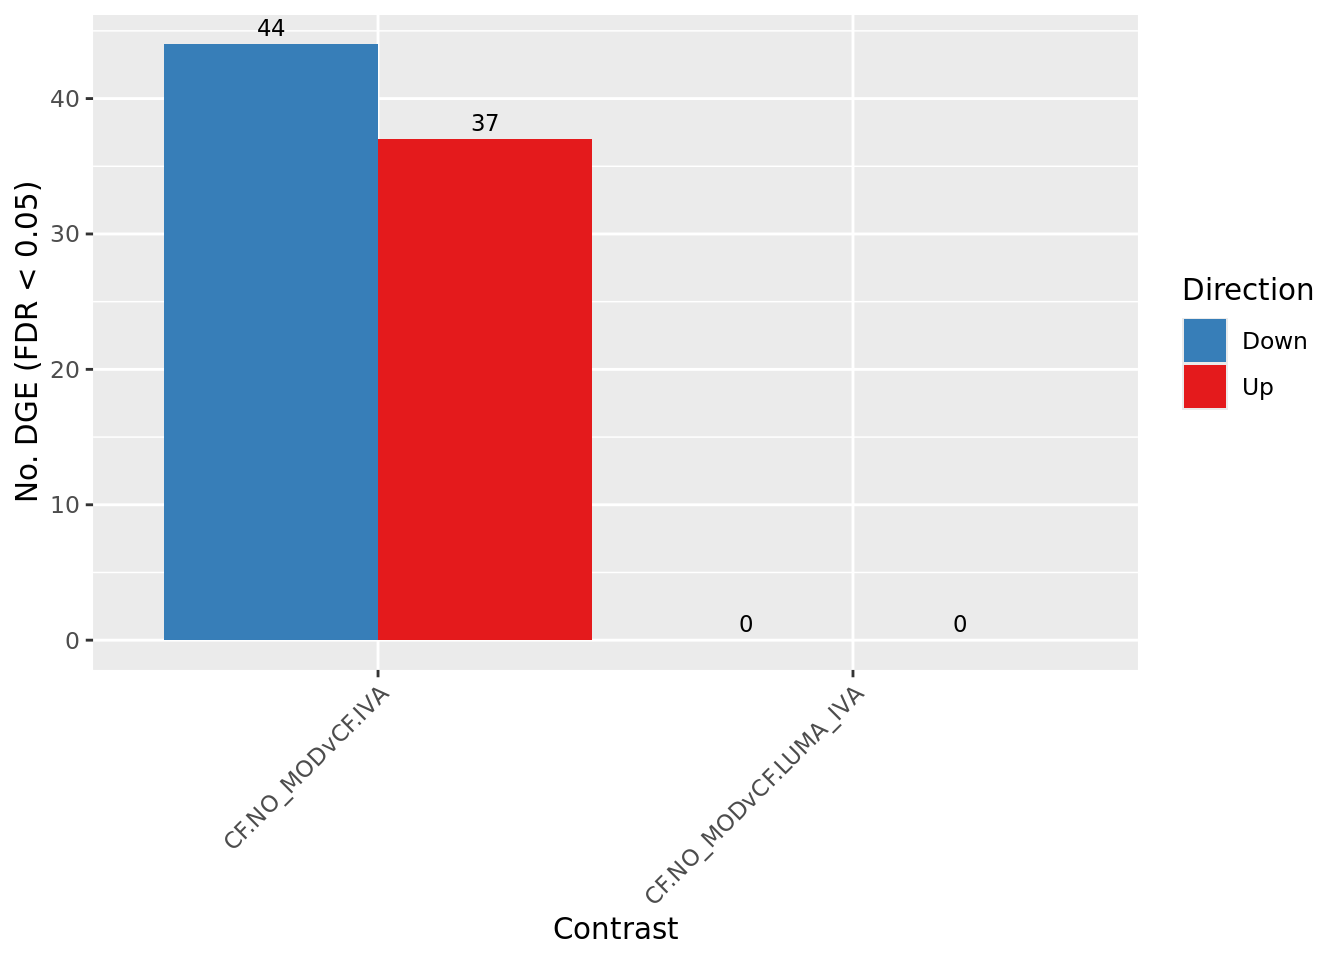 44
37
0
0
40
30
20
10
0
No. DGE (FDR < 0.05)
CF.NO_MODvCF.IVA
CF.NO_MODvCF.LUMA_IVA
Contrast
Direction
Down
Up